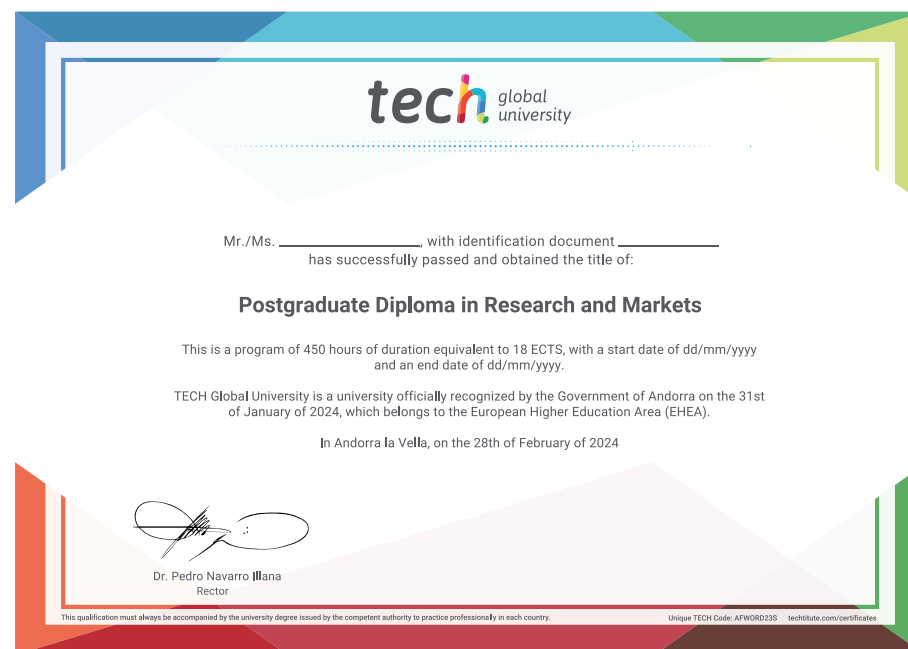 tech global university
Mr./Ms. ____________, with identification document ____________
has successfully passed and obtained the title of:
Postgraduate Diploma in Research and Markets
This is a program of 450 hours of duration equivalent to 18 ECTS, with a start date of dd/mm/yyyy
and an end date of dd/mm/yyyy.
TECH Global University is a university officially recognized by the Government of Andorra on the 31st
of January of 2024, which belongs to the European Higher Education Area (EHEA).
In Andorra la Vella, on the 28th of February of 2024
Dr. Pedro Navarro Illana
Rector
This qualification must always be accompanied by the university degree issued by the competent authority to practice professionally in each country.
Unique TECH Code: AFWORD23S techtitute.com/certificates